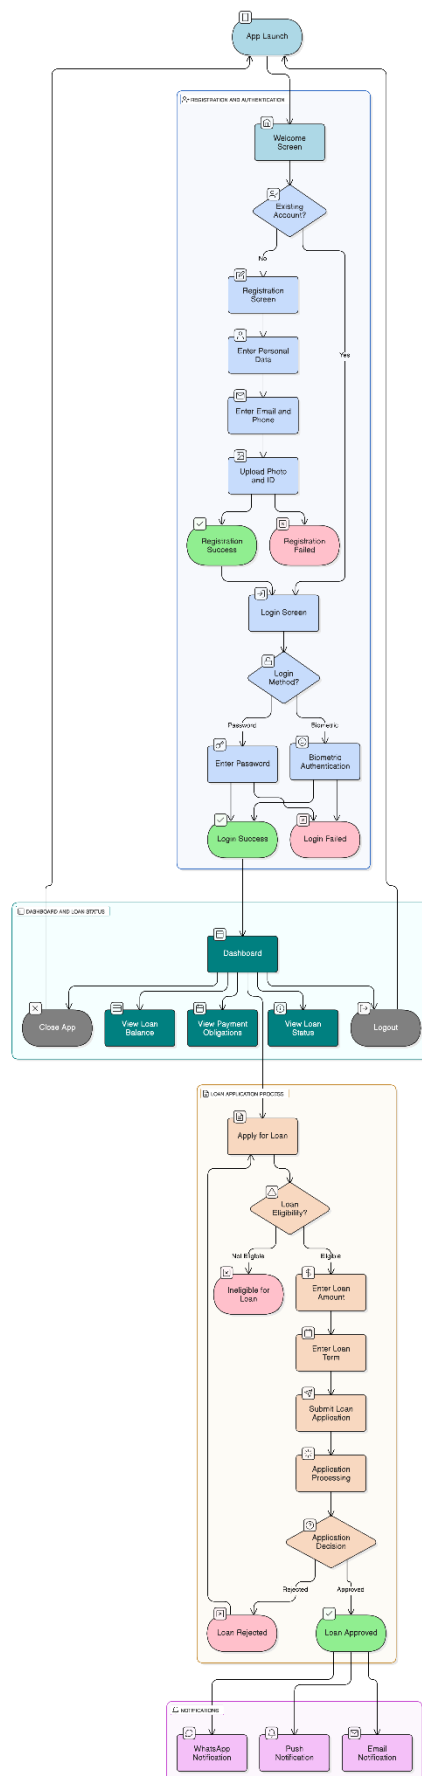 App Launch
REGISTRATION AND AUTHENTICATION
Welcome
Screen
Existing
Account?
No
Registration
Screen
Enter Personal
Data
Yes
Enter Email and
Phone
Upload Photo
and ID
Registration
Success
Registration
Failed
Login Screen
Login
Method?
Password
Biometric
Enter Password
Biometric
Authentication
Login Success
Login Failed
DASHBOARD AND LOAN STATUS
Dashboard
Close App
View Loan
Balance
View Payment
Obligations
View Loan
Status
Logout
LOAN APPLICATION PROCESS
Apply for Loan
Loan
Eligibility?
Not Eligible
Eligible
Ineligible for
Loan
Enter Loan
Amount
Enter Loan
Term
Submit Loan
Application
Application
Processing
Application
Decision
Rejected
Approved
Loan Rejected
Loan Approved
NOTIFICATIONS
WhatsApp
Notification
Push
Notification
Email
Notification